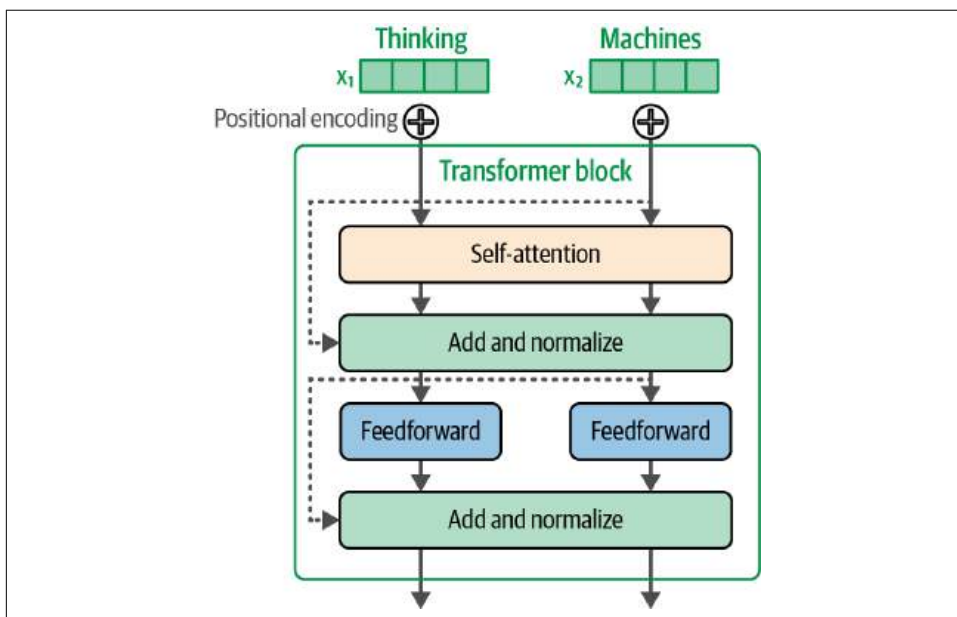 Thinking Machines
x₁ x₂
Positional encoding
Transformer block
Self-attention
Add and normalize
Feedforward Feedforward
Add and normalize